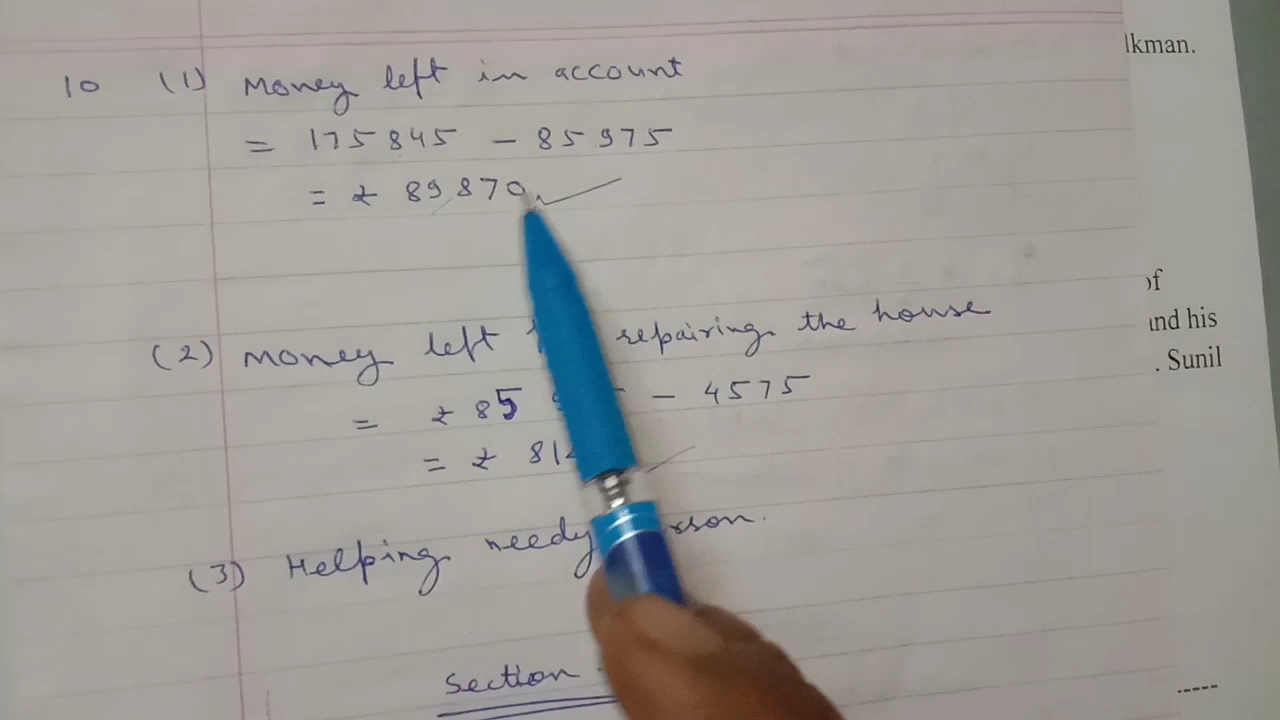 10 (1) Money left in account
= 175845 - 85975
= ₹ 89870
(2) Money left repairing the house
= ₹ 85 - 4575
= ₹ 81
(3) Helping needy
Section
lkman.
of
and his
. Sunil
-----